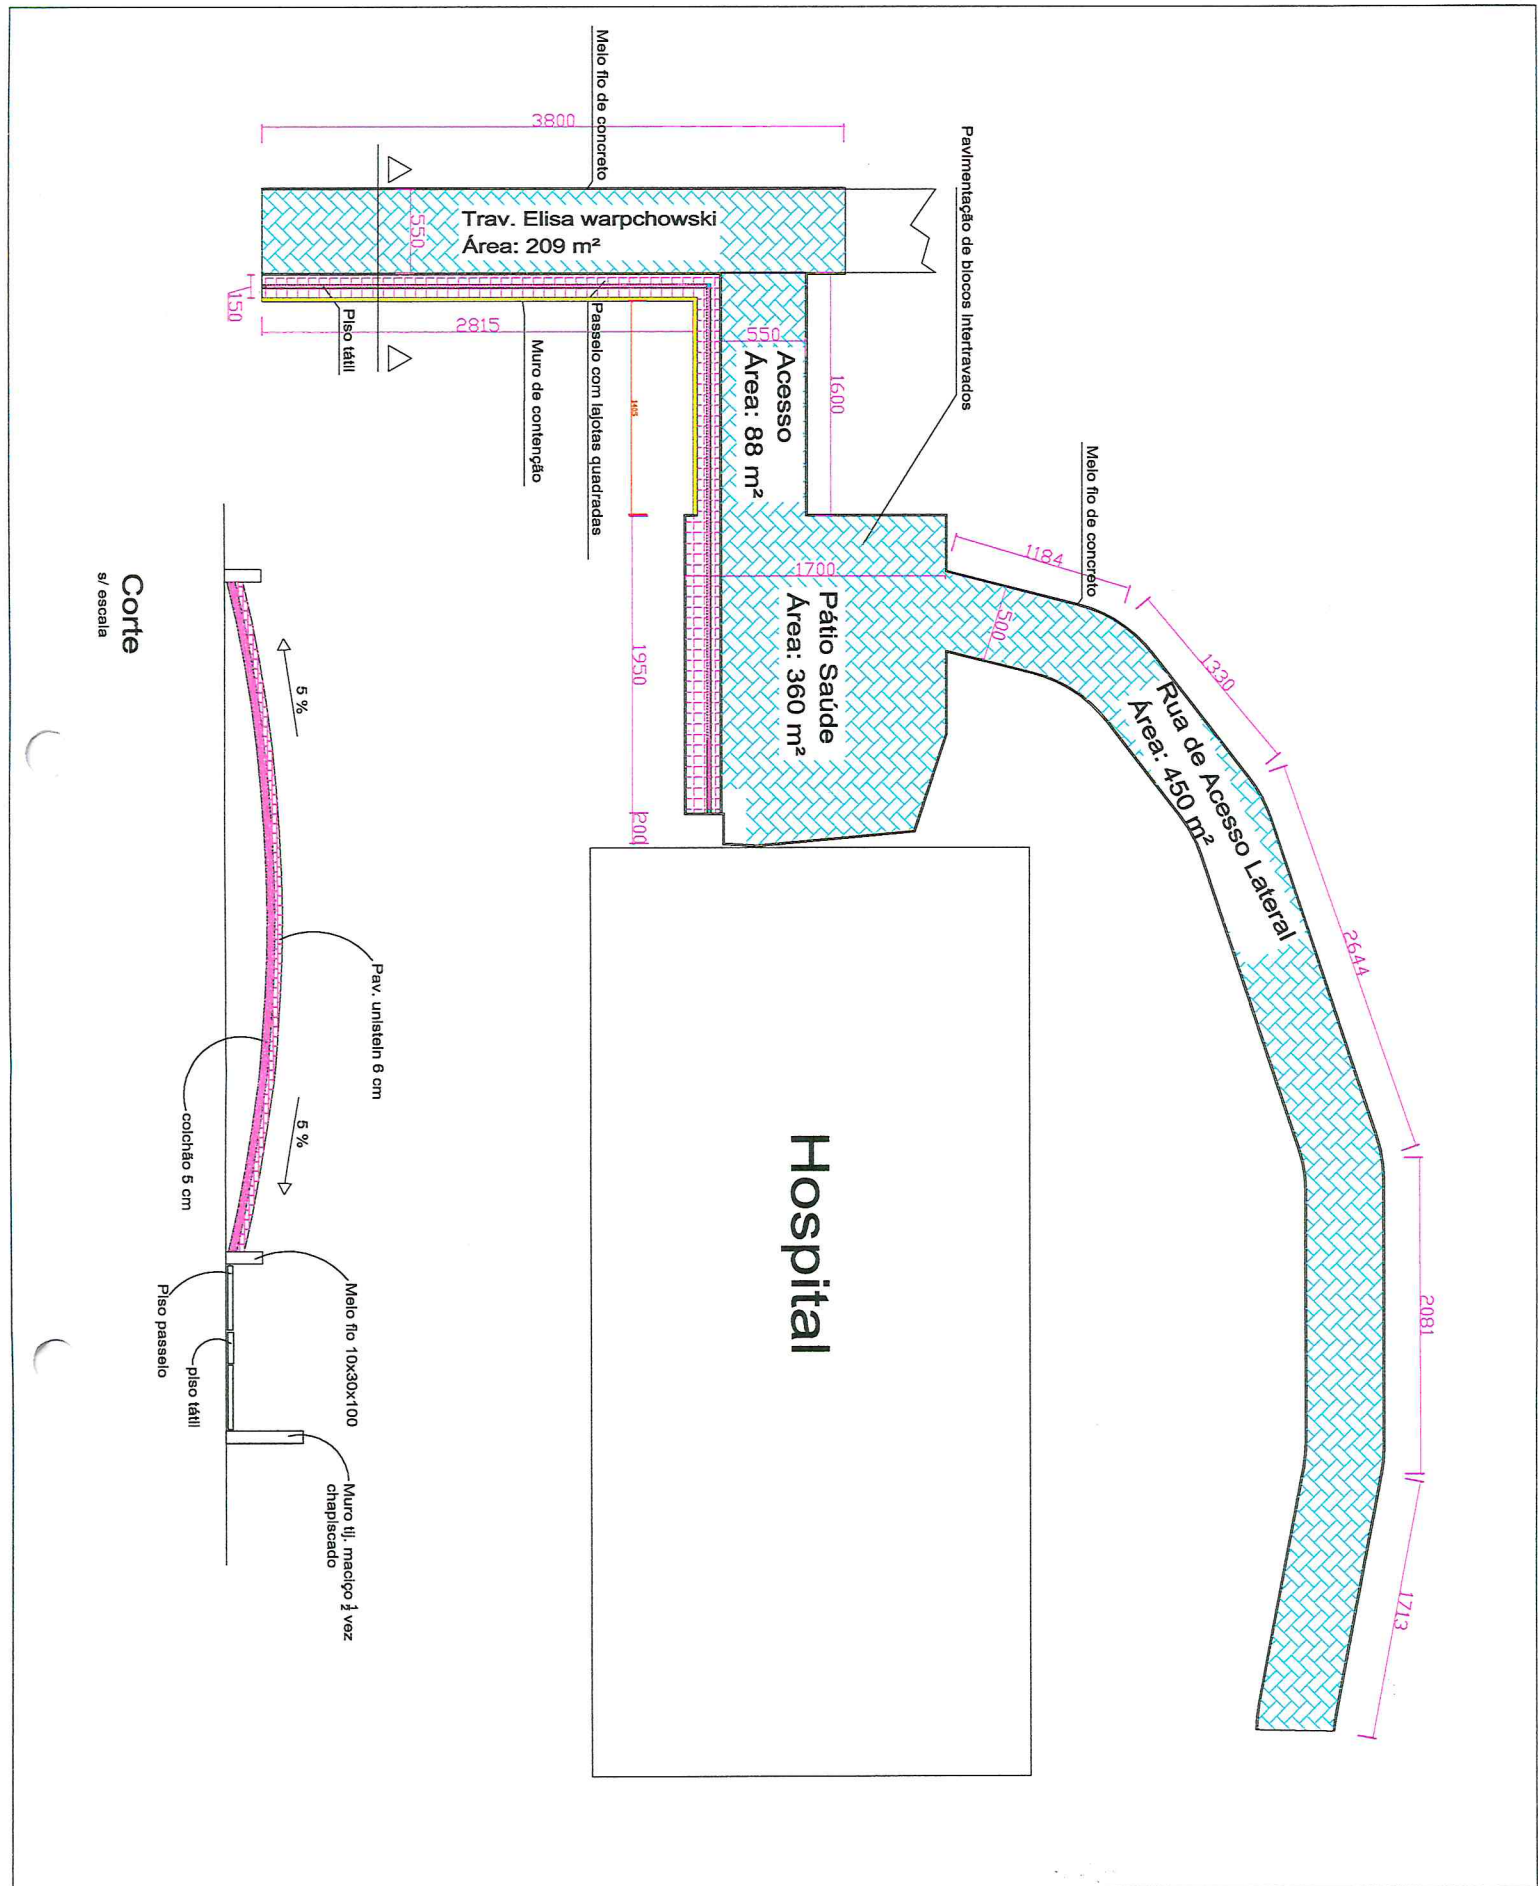 Meio fio de concreto
3800
Trav. Elisa warpchowski
Área: 209 m²
550
150
Piso tátil
2815
Muro de contenção
Passeio com lajotas quadradas
1405
550
Acesso
Área: 88 m²
1600
Pavimentação de blocos intertravados
Meio fio de concreto
1184
500
1700
Pátio Saúde
Área: 360 m²
1950
200
1330
Rua de Acesso Lateral
Área: 450 m²
2644
2081
1713
Hospital
Corte
s/ escala
5 %
Pav. unistein 6 cm
colchão 5 cm
5 %
Meio fio 10x30x100
Piso passeio
piso tátil
Muro tij. maciço ½ vez
chapiscado